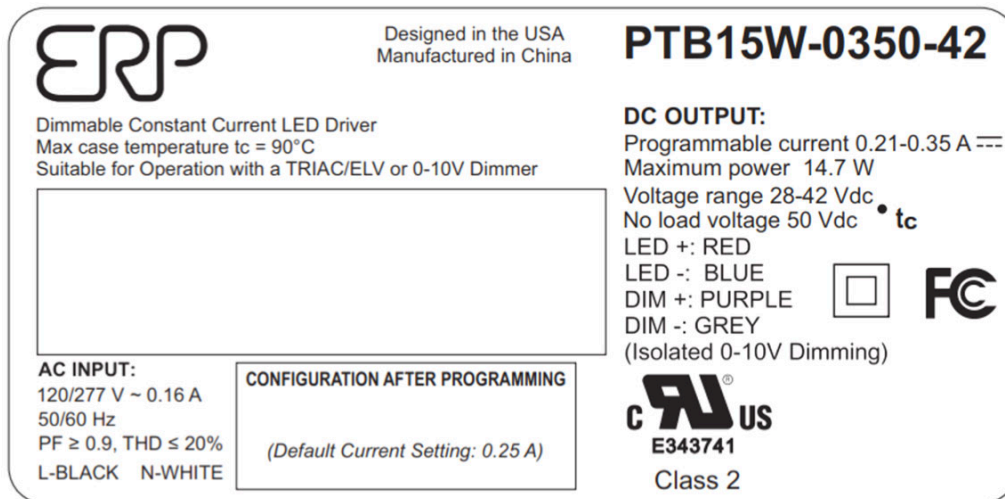 ERP
Designed in the USA
Manufactured in China
PTB15W-0350-42
Dimmable Constant Current LED Driver
Max case temperature tc = 90°C
Suitable for Operation with a TRIAC/ELV or 0-10V Dimmer
DC OUTPUT:
Programmable current 0.21-0.35 A ⎓
Maximum power 14.7 W
Voltage range 28-42 Vdc
No load voltage 50 Vdc
• tc
LED +: RED
LED -: BLUE
DIM +: PURPLE
DIM -: GREY
(Isolated 0-10V Dimming)
FC
AC INPUT:
120/277 V ~ 0.16 A
50/60 Hz
PF ≥ 0.9, THD ≤ 20%
L-BLACK N-WHITE
CONFIGURATION AFTER PROGRAMMING
(Default Current Setting: 0.25 A)
C RU® US
E343741
Class 2